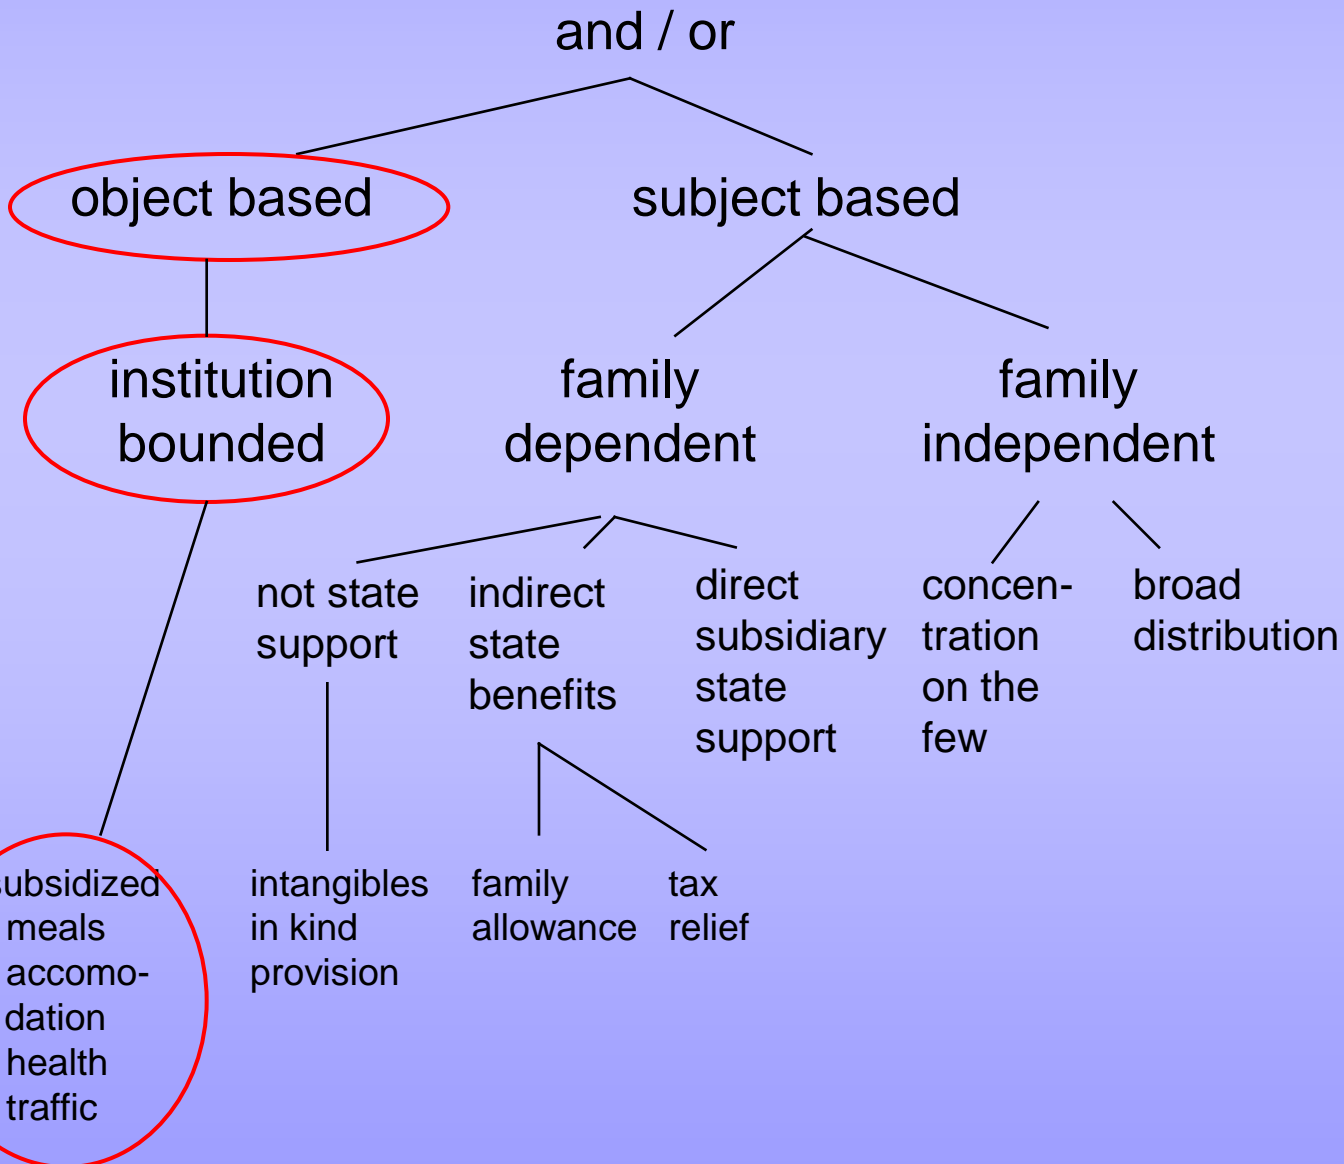 and / or
object based
subject based
institution
bounded
family
dependent
family
independent
not state
support
indirect
state
benefits
direct
subsidiary
state
support
concen-
tration
on the
few
broad
distribution
subsidized
meals
accomo-
dation
health
traffic
intangibles
in kind
provision
family
allowance
tax
relief